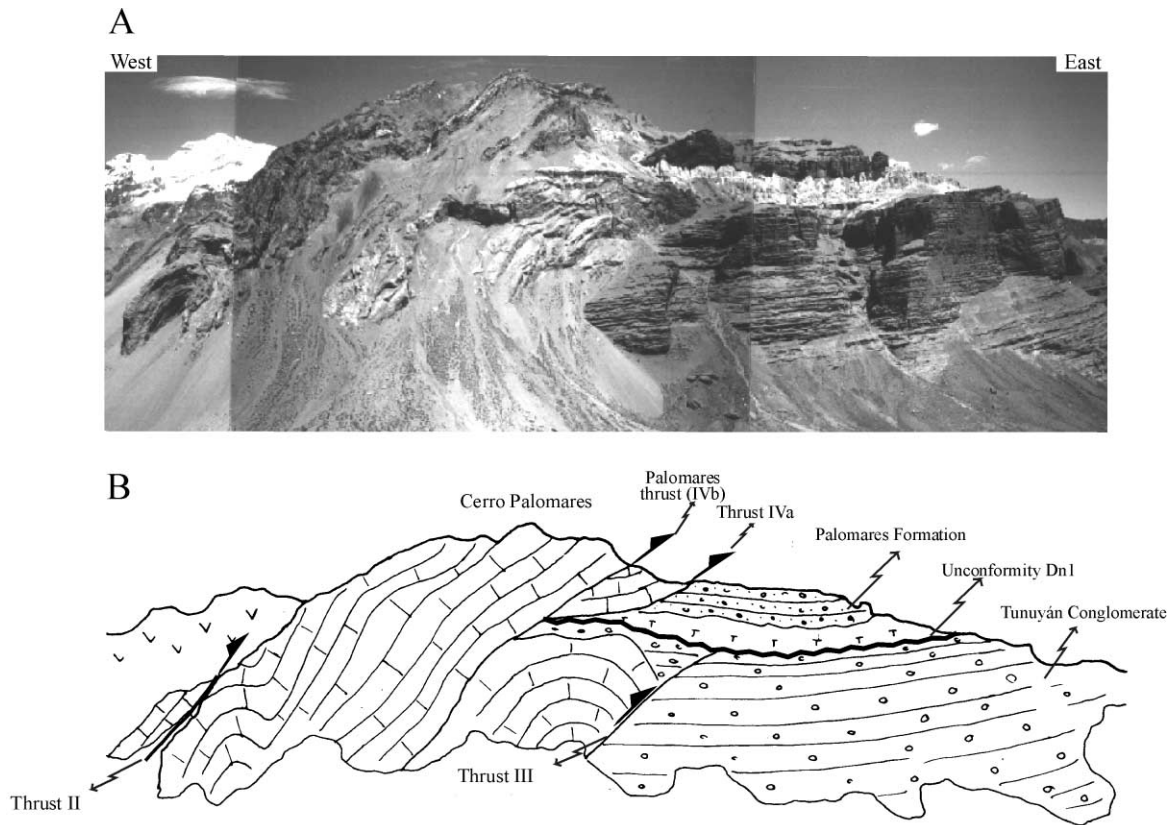 A
West
East
B
Cerro Palomares
Palomares
thrust (IVb)
Thrust IVa
Palomares Formation
Unconformity Dn1
Tunuyán Conglomerate
Thrust III
Thrust II